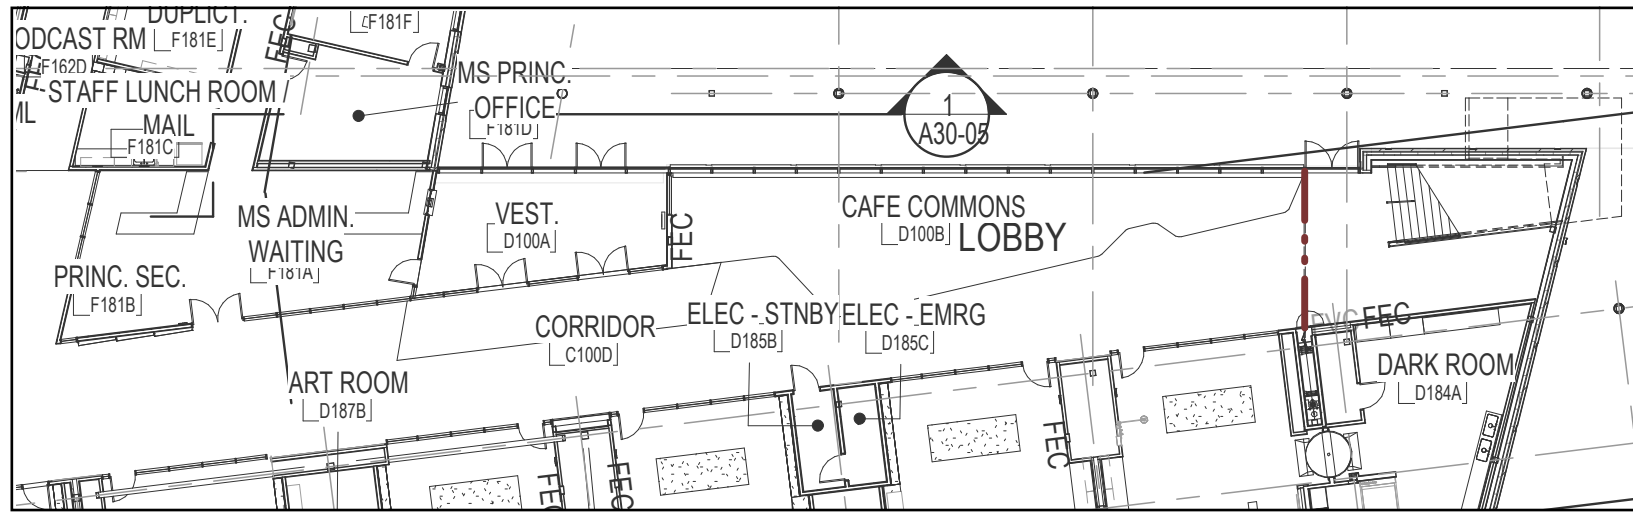 DUPLICT.
F181E
FEC
F181F
ODCAST RM
F162D
STAFF LUNCH ROOM
ML
MAIL
F181C
MS PRINC.
OFFICE
F181D
1
A30-05
MS ADMIN.
WAITING
F181A
VEST.
D100A
FEC
CAFE COMMONS
D100B
LOBBY
PRINC. SEC.
F181B
CORRIDOR
C100D
ELEC - STNBY
D185B
ELEC - EMRG
D185C
FEC
ART ROOM
D187B
DARK ROOM
D184A
FEC
FEC
FEC